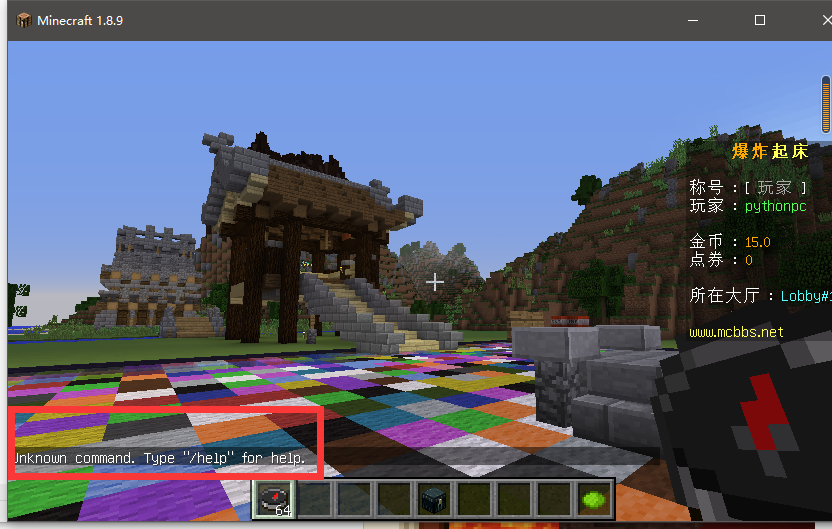 Minecraft 1.8.9
爆炸起床
称号 : [ 玩家 ]
玩家 : pythonpc
金币 : 15.0
点券 : 0
所在大厅 : Lobby#1
www.mcbbs.net
Unknown command. Type "/help" for help.
64